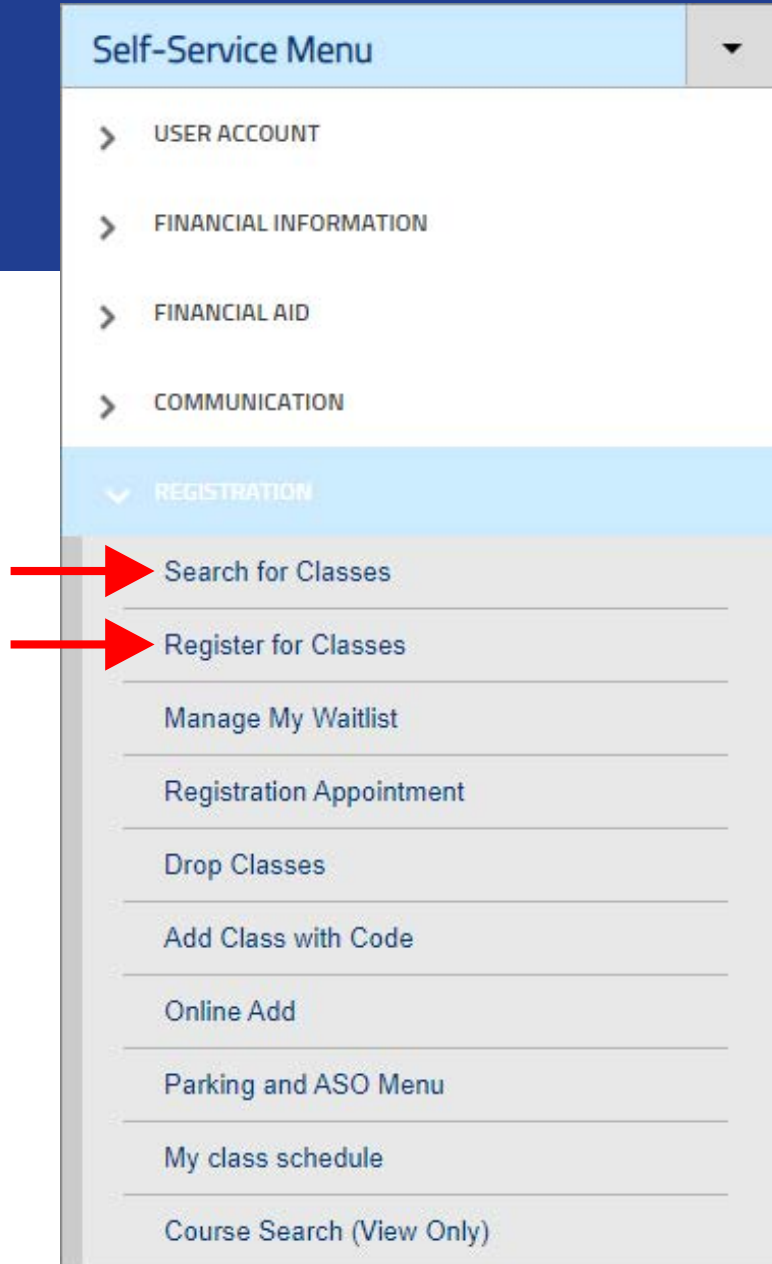 Self-Service Menu
USER ACCOUNT
FINANCIAL INFORMATION
FINANCIAL AID
COMMUNICATION
REGISTRATION
Search for Classes
Register for Classes
Manage My Waitlist
Registration Appointment
Drop Classes
Add Class with Code
Online Add
Parking and ASO Menu
My class schedule
Course Search (View Only)